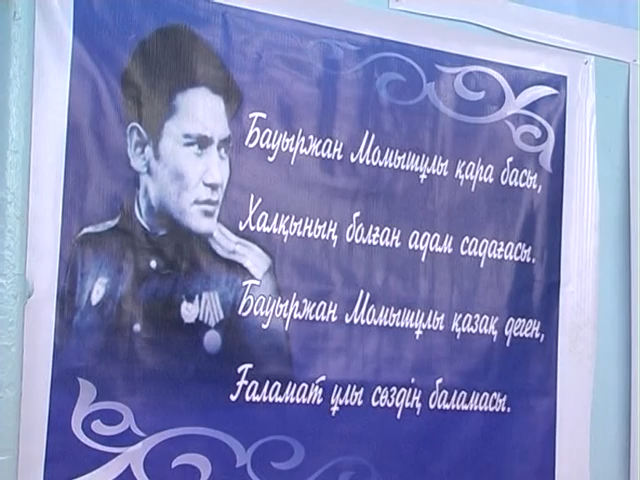 Бауыржан Момышұлы қара басы,
Халқының болған адам садағасы.
Бауыржан Момышұлы қазақ деген,
Ғаламат ұлы сөздің баламасы.